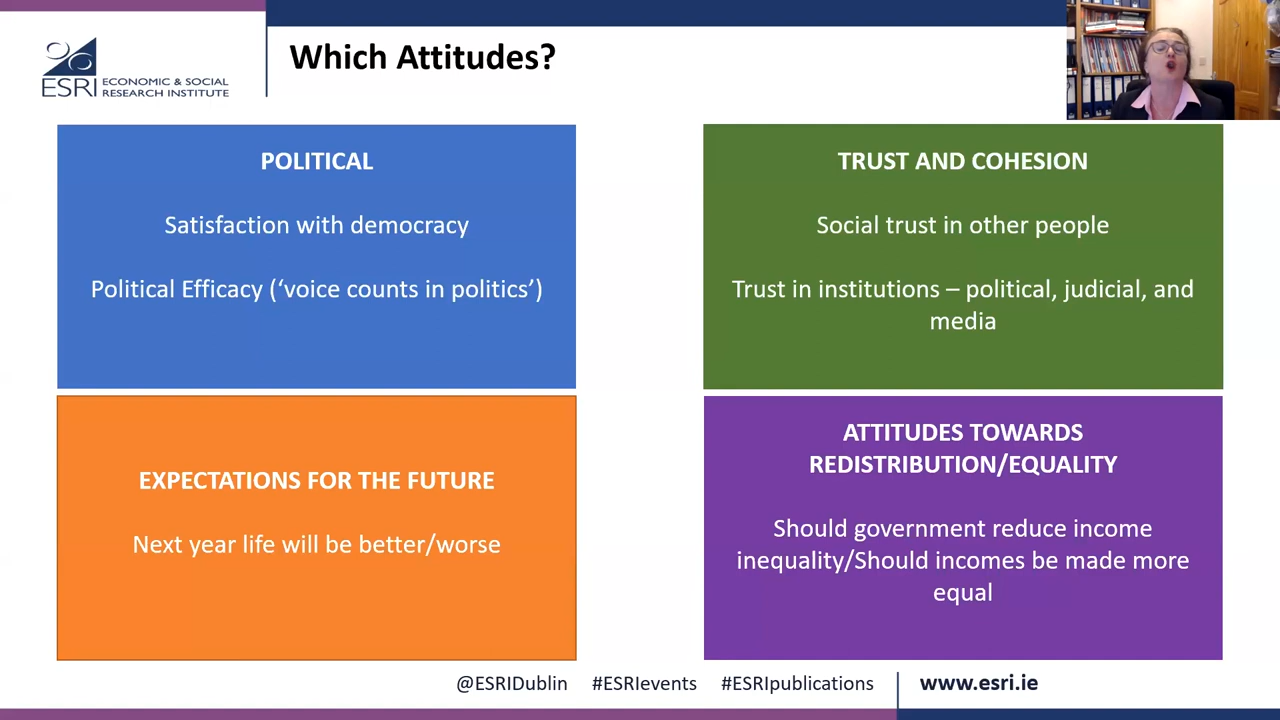 Which Attitudes?
ESRI
ECONOMIC & SOCIAL
RESEARCH INSTITUTE
POLITICAL
Satisfaction with democracy
Political Efficacy (‘voice counts in politics’)
TRUST AND COHESION
Social trust in other people
Trust in institutions – political, judicial, and
media
EXPECTATIONS FOR THE FUTURE
Next year life will be better/worse
ATTITUDES TOWARDS
REDISTRIBUTION/EQUALITY
Should government reduce income
inequality/Should incomes be made more
equal
@ESRIDublin #ESRIevents #ESRIpublications www.esri.ie